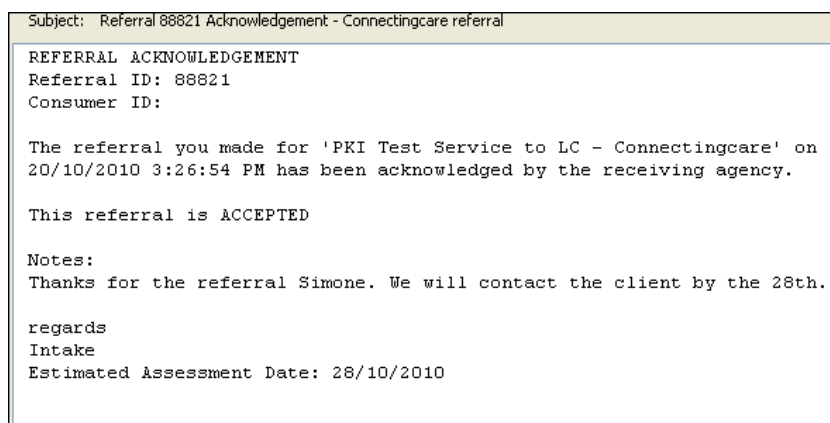 Subject: Referral 88821 Acknowledgement - Connectingcare referral
REFERRAL ACKNOWLEDGEMENT
Referral ID: 88821
Consumer ID:
The referral you made for 'PKI Test Service to LC - Connectingcare' on
20/10/2010 3:26:54 PM has been acknowledged by the receiving agency.
This referral is ACCEPTED
Notes:
Thanks for the referral Simone. We will contact the client by the 28th.
regards
Intake
Estimated Assessment Date: 28/10/2010